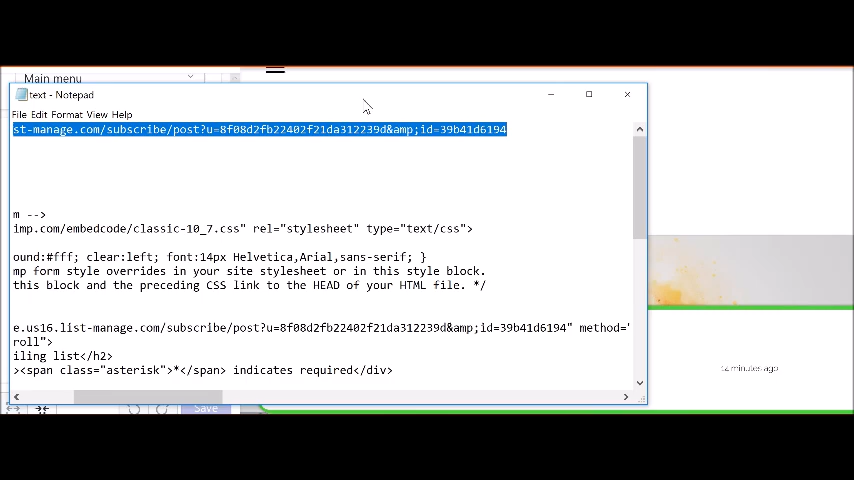 Main menu
text - Notepad
File Edit Format View Help
st-manage.com/subscribe/post?u=8f08d2fb22402f21da312239d&amp;id=39b41d6194
m -->
imp.com/embedcode/classic-10_7.css" rel="stylesheet" type="text/css">
ound:#fff; clear:left; font:14px Helvetica,Arial,sans-serif; }
mp form style overrides in your site stylesheet or in this style block.
this block and the preceding CSS link to the HEAD of your HTML file. */
e.us16.list-manage.com/subscribe/post?u=8f08d2fb22402f21da312239d&amp;id=39b41d6194" method="
roll">
iling list</h2>
><span class="asterisk">*</span> indicates required</div>
14 minutes ago
Save